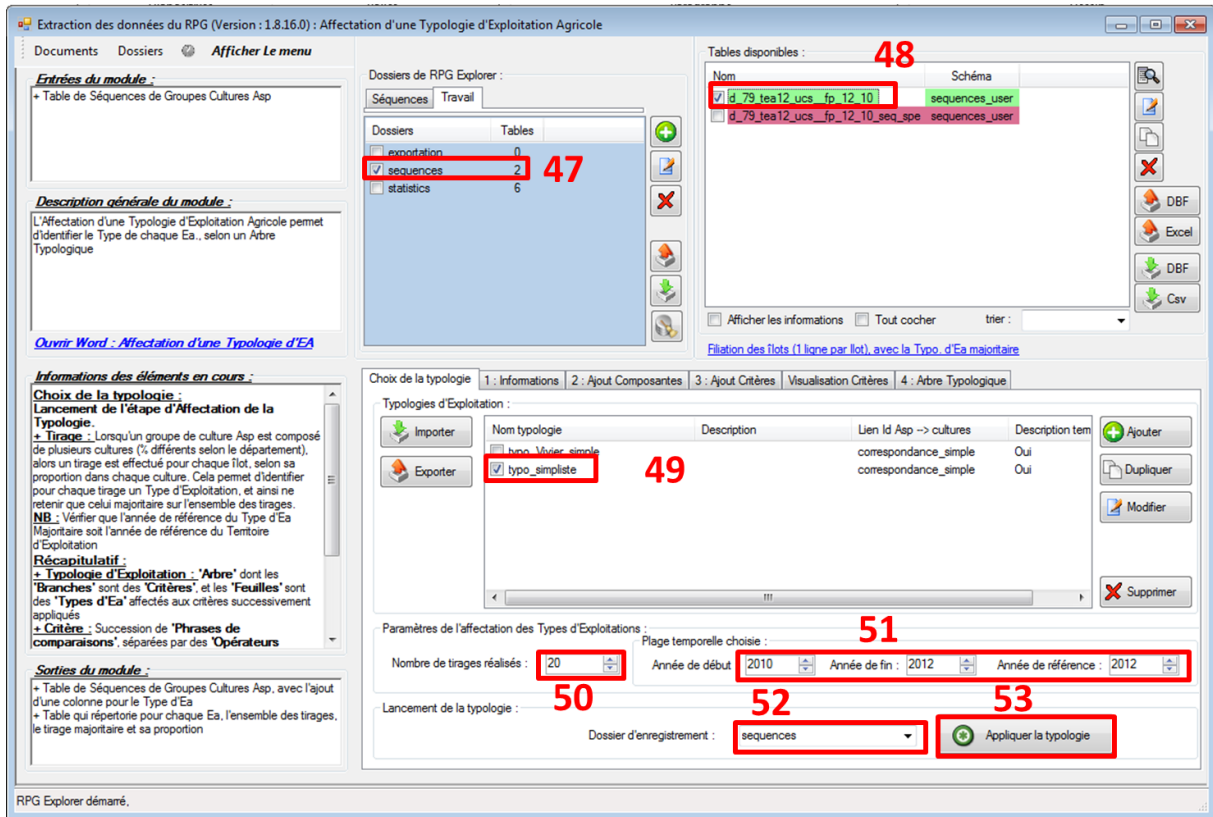 Extraction des données du RPG (Version : 1.8.16.0) : Affectation d'une Typologie d'Exploitation Agricole
Documents Dossiers Afficher Le menu
Entrées du module :
+ Table de Séquences de Groupes Cultures Asp
Description générale du module :
L'Affectation d'une Typologie d'Exploitation Agricole permet
d'identifier le Type de chaque Ea., selon un Arbre
Typologique
Ouvrir Word : Affectation d'une Typologie d'EA
Dossiers de RPG Explorer :
Séquences Travail
Dossiers Tables
exportation 0
sequences 2
statistics 6
47
Tables disponibles :
48
Nom Schéma
d_79_tea12_ucs__fp_12_10 sequences_user
d_79_tea12_ucs__fp_12_10_seq_spe sequences_user
DBF
Excel
DBF
Csv
Afficher les informations Tout cocher trier :
Filiation des îlots (1 ligne par Ilot), avec la Typo. d'Ea majoritaire
Informations des éléments en cours :
Choix de la typologie :
Lancement de l'étape d'Affectation de la
Typologie.
+ Tirage : Lorsqu'un groupe de culture Asp est composé
de plusieurs cultures (% différents selon le département),
alors un tirage est effectué pour chaque îlot, selon sa
proportion dans chaque culture. Cela permet d'identifier
pour chaque tirage un Type d'Exploitation, et ainsi ne
retenir que celui majoritaire sur l'ensemble des tirages.
NB : Vérifier que l'année de référence du Type d'Ea
Majoritaire soit l'année de référence du Territoire
d'Exploitation
Récapitulatif :
+ Typologie d'Exploitation : 'Arbre' dont les
'Branches' sont des 'Critères', et les 'Feuilles' sont
des 'Types d'Ea' affectés aux critères successivement
appliqués
+ Critère : Succession de 'Phrases de
comparaisons', séparées par des 'Opérateurs
Sorties du module :
+ Table de Séquences de Groupes Cultures Asp, avec l'ajout
d'une colonne pour le Type d'Ea
+ Table qui répertorie pour chaque Ea, l'ensemble des tirages,
le tirage majoritaire et sa proportion
Choix de la typologie 1 : Informations 2 : Ajout Composantes 3 : Ajout Critères Visualisation Critères 4 : Arbre Typologique
Typologies d'Exploitation :
Importer
Exporter
Nom typologie Description Lien Id Asp --> cultures Description tem
typo_Vivier_simple correspondance_simple Oui
typo_simpliste correspondance_simple Oui
49
Ajouter
Dupliquer
Modifier
Supprimer
Paramètres de l'affectation des Types d'Exploitations :
Nombre de tirages réalisés : 20
50
Plage temporelle choisie :
51
Année de début 2010 Année de fin : 2012 Année de référence : 2012
Lancement de la typologie :
52
53
Dossier d'enregistrement : sequences
Appliquer la typologie
RPG Explorer démarré,